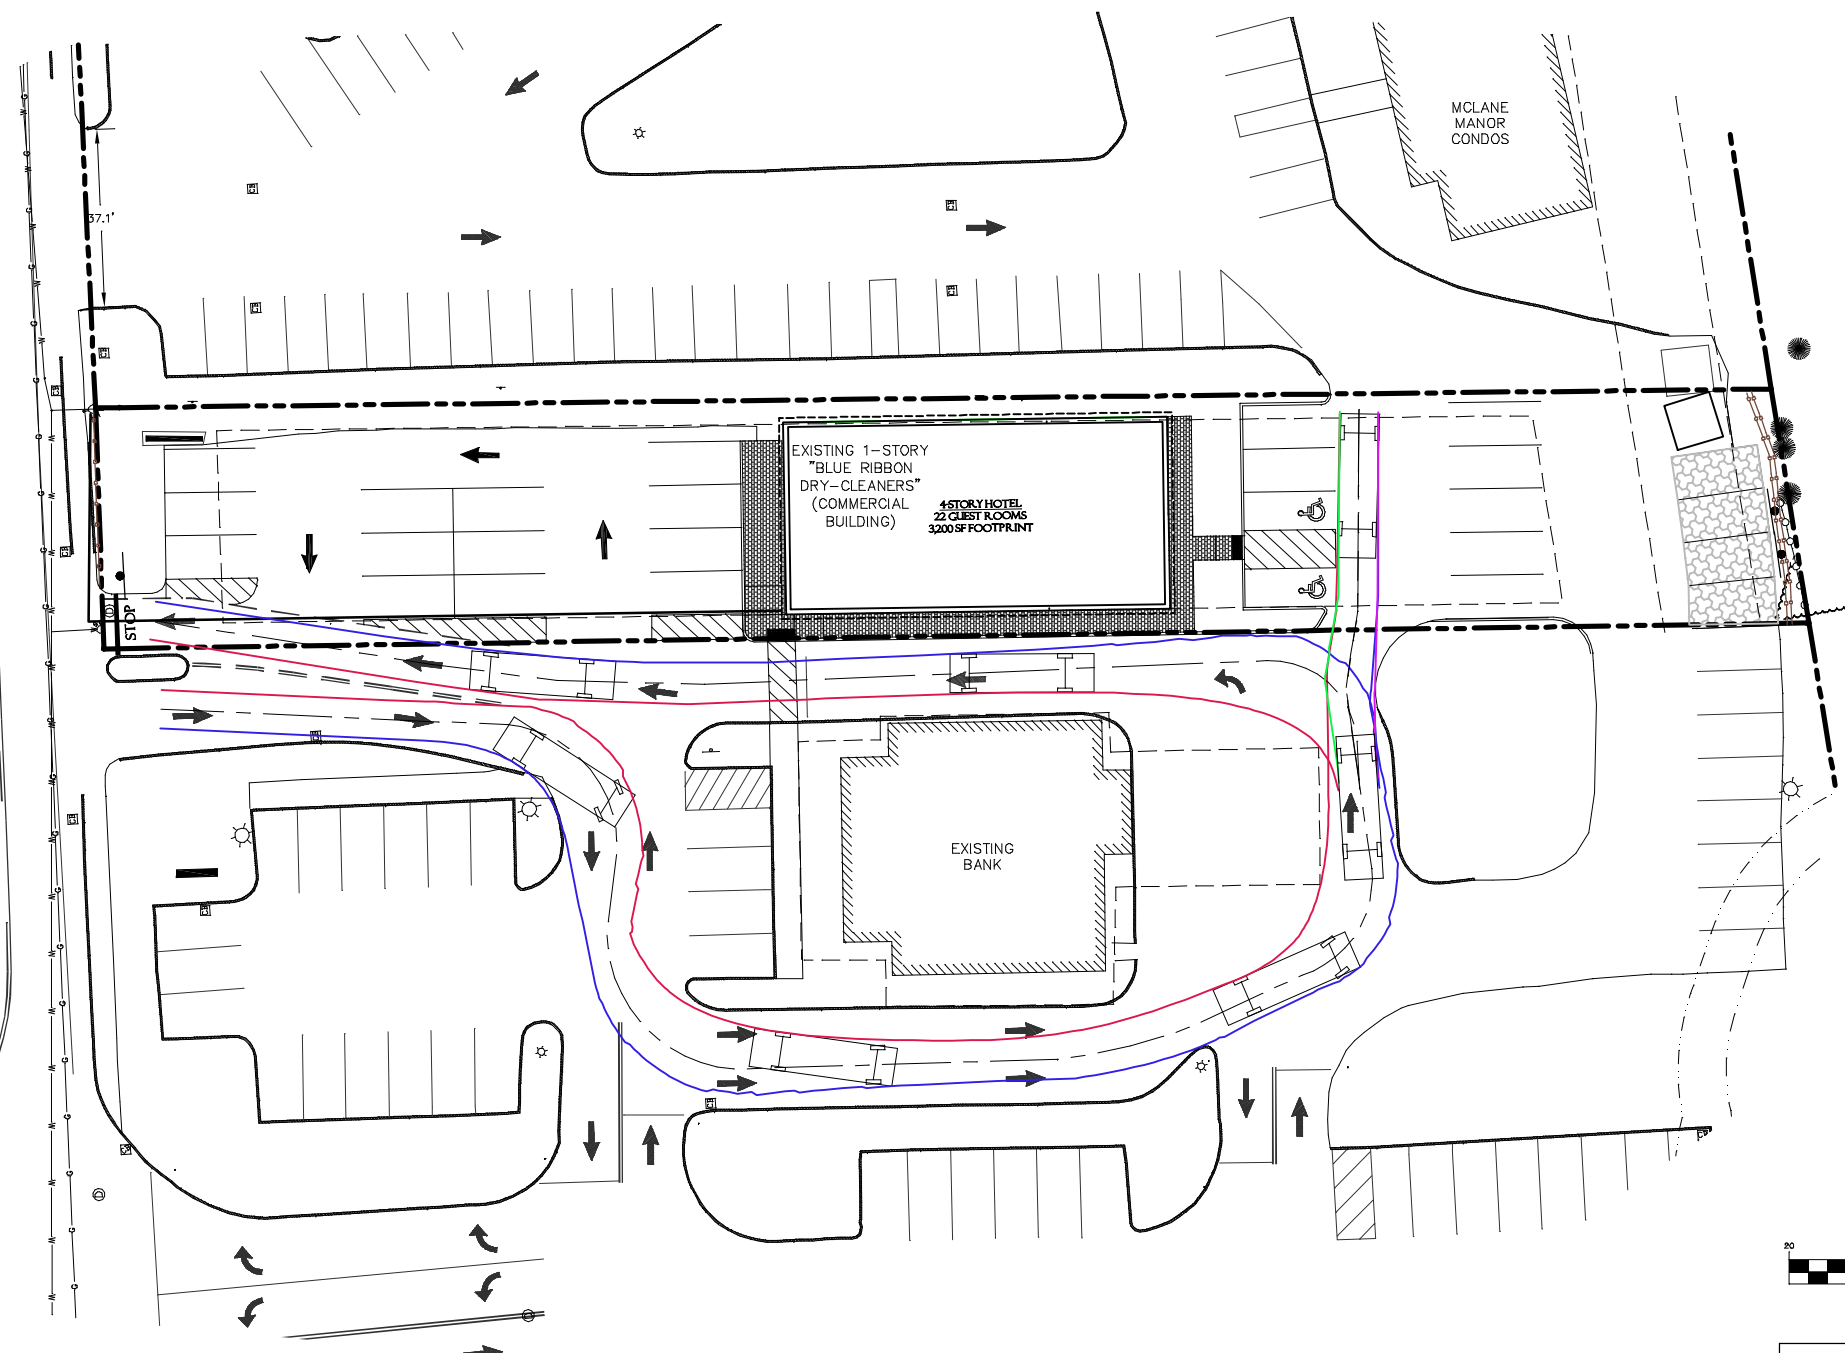 MCLANE
MANOR
CONDOS
37.1'
EXISTING 1-STORY
"BLUE RIBBON
DRY-CLEANERS"
(COMMERCIAL
BUILDING)
4-STORY HOTEL
22 GUEST ROOMS
3,200 SF FOOTPRINT
STOP
EXISTING
BANK
20